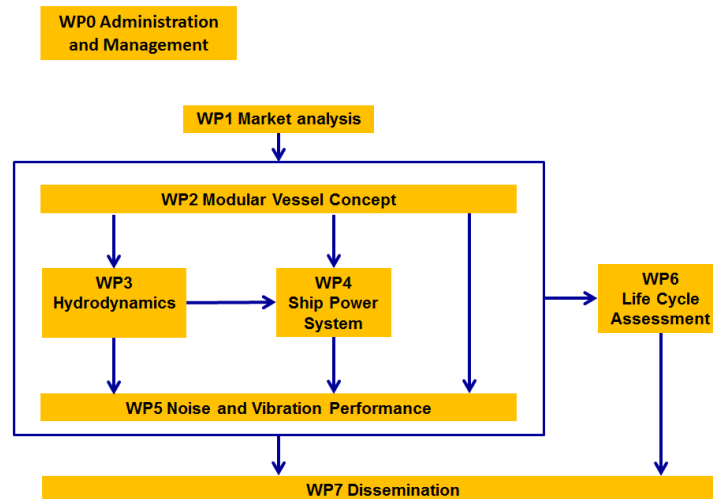 WP0 Administration
and Management
WP1 Market analysis
WP2 Modular Vessel Concept
WP3
Hydrodynamics
WP4
Ship Power
System
WP6
Life Cycle
Assessment
WP5 Noise and Vibration Performance
WP7 Dissemination